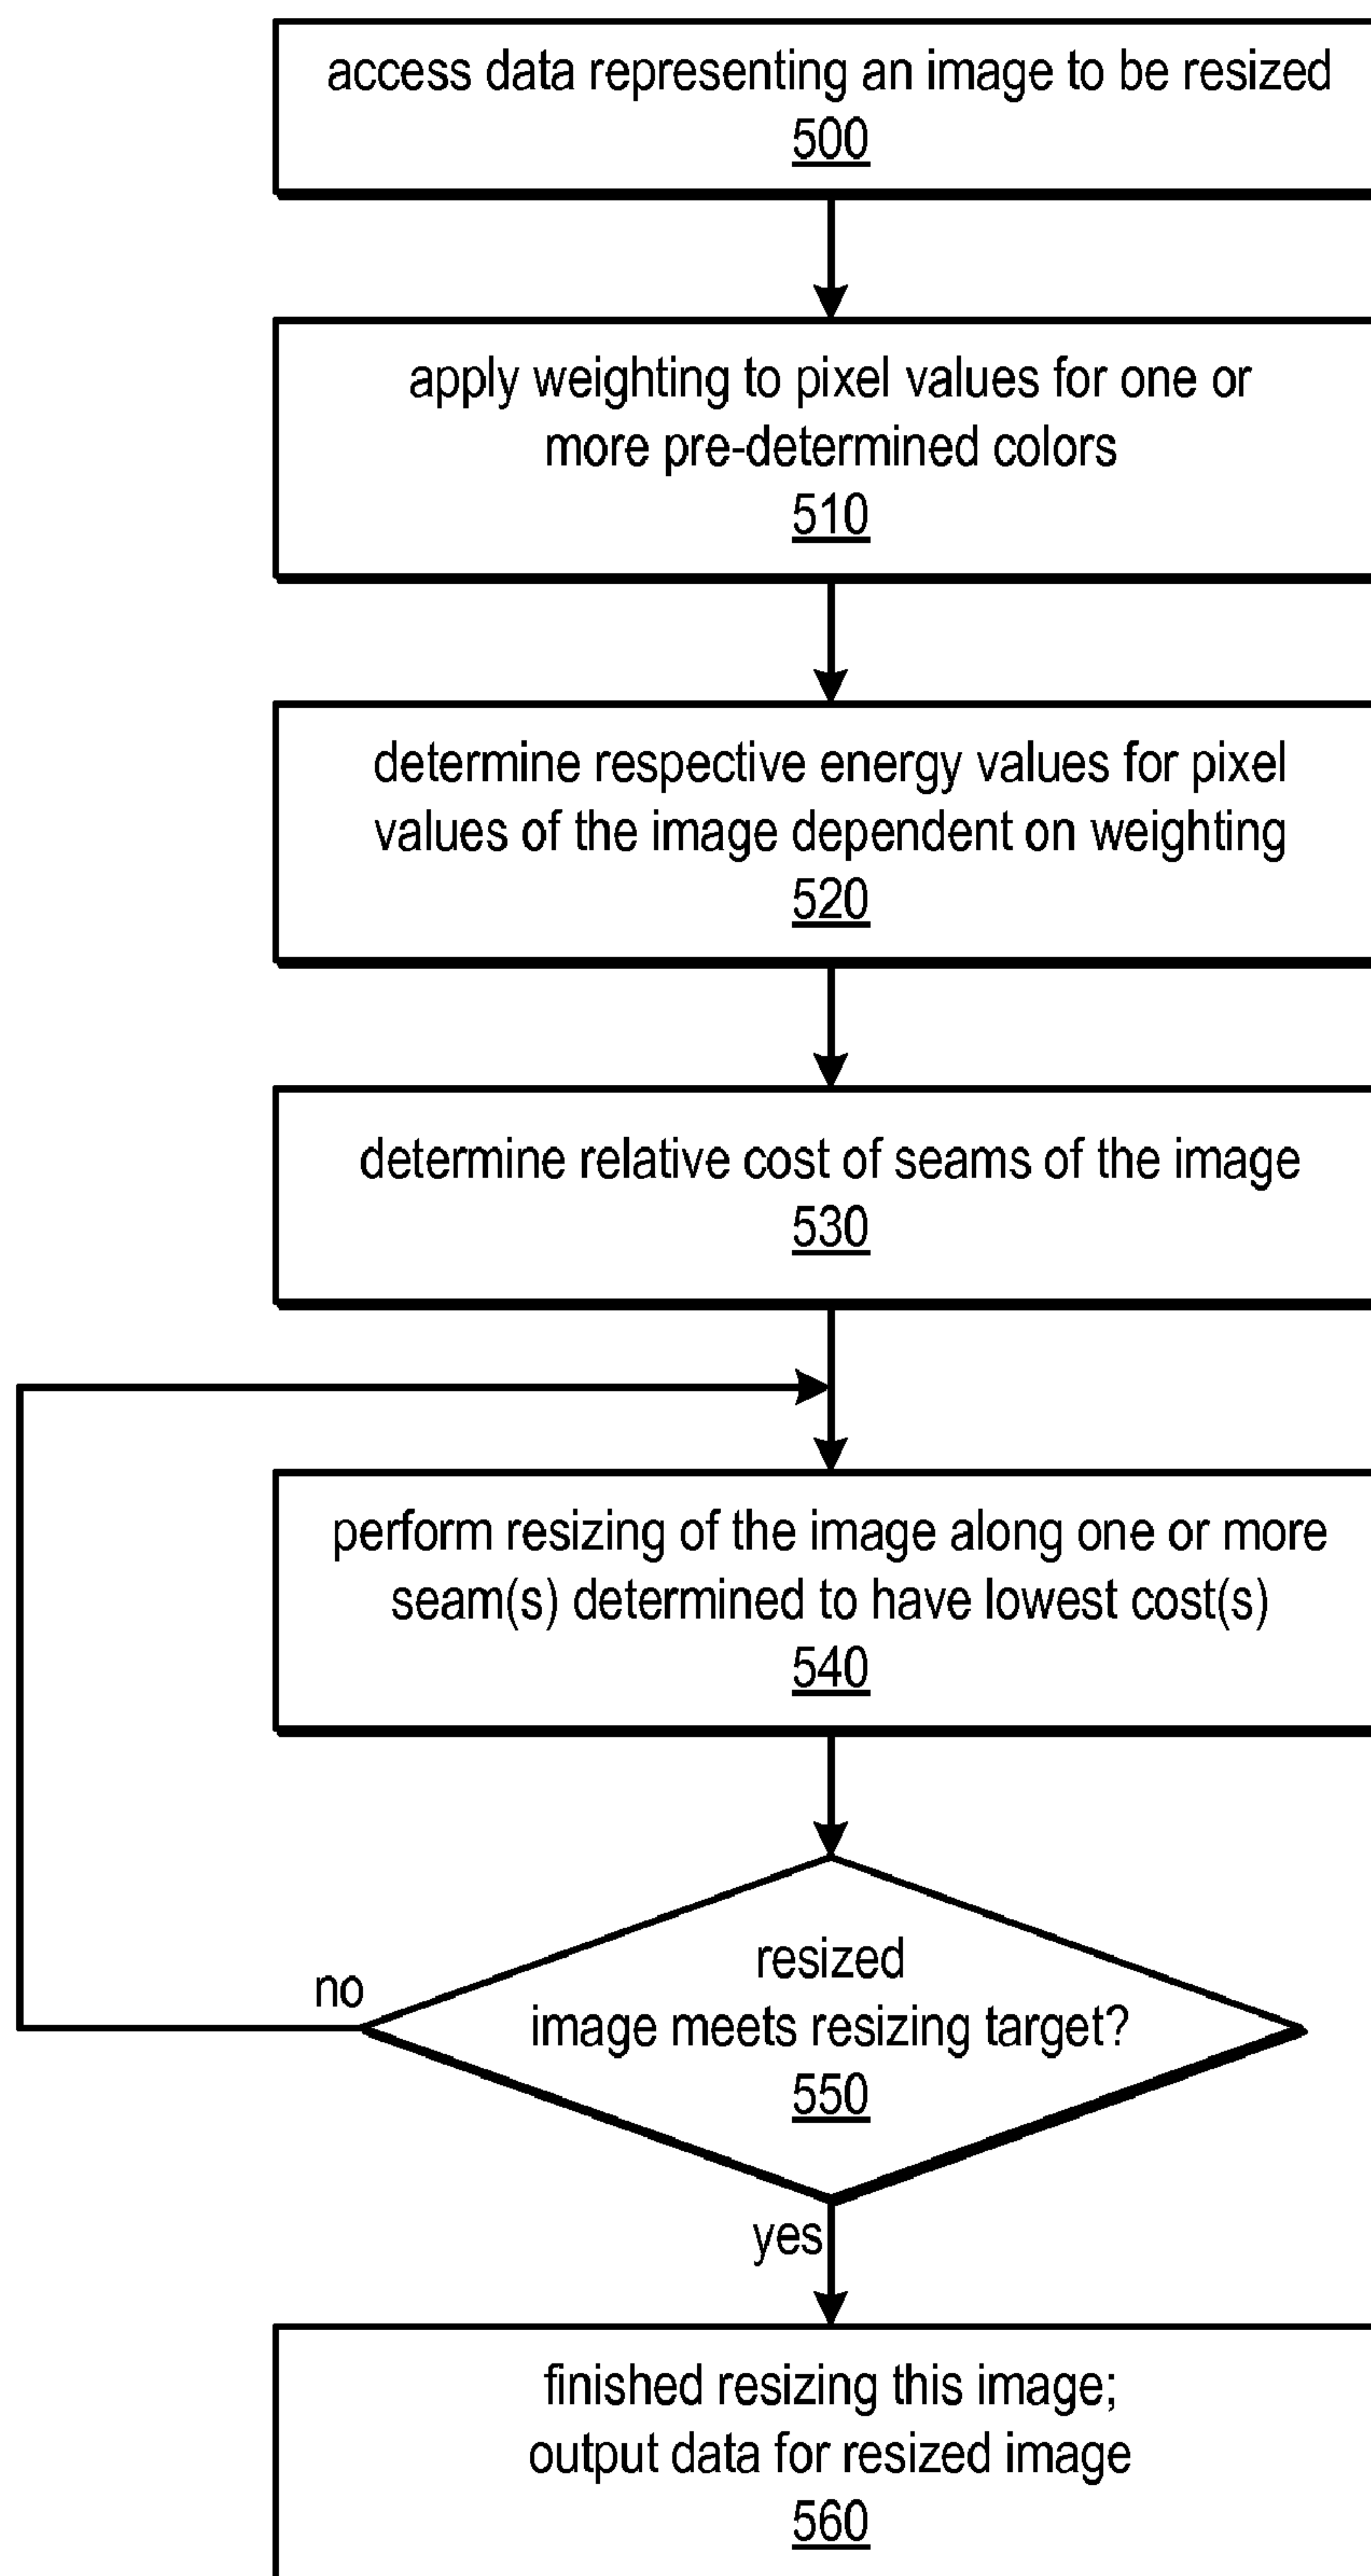 access data representing an image to be resized
500
apply weighting to pixel values for one or
more pre-determined colors
510
determine respective energy values for pixel
values of the image dependent on weighting
520
determine relative cost of seams of the image
530
perform resizing of the image along one or more
seam(s) determined to have lowest cost(s)
540
resized
image meets resizing target?
550
no
yes
finished resizing this image;
output data for resized image
560